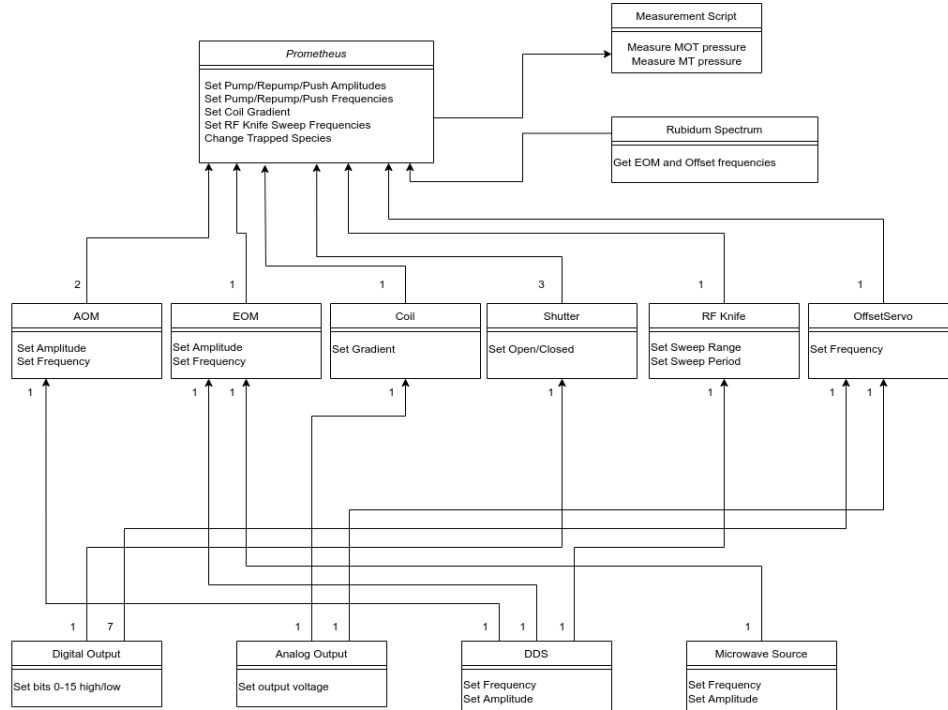 Measurement Script
Measure MOT pressure
Measure MT pressure
Prometheus
Set Pump/Repump/Push Amplitudes
Set Pump/Repump/Push Frequencies
Set Coil Gradient
Set RF Knife Sweep Frequencies
Change Trapped Species
Rubidum Spectrum
Get EOM and Offset frequencies
2
1
1
3
1
1
AOM
Set Amplitude
Set Frequency
EOM
Set Amplitude
Set Frequency
Coil
Set Gradient
Shutter
Set Open/Closed
RF Knife
Set Sweep Range
Set Sweep Period
OffsetServo
Set Frequency
1
1
1
1
1
1
1
1
1
7
1
1
1
1
1
1
Digital Output
Set bits 0-15 high/low
Analog Output
Set output voltage
DDS
Set Frequency
Set Amplitude
Microwave Source
Set Frequency
Set Amplitude